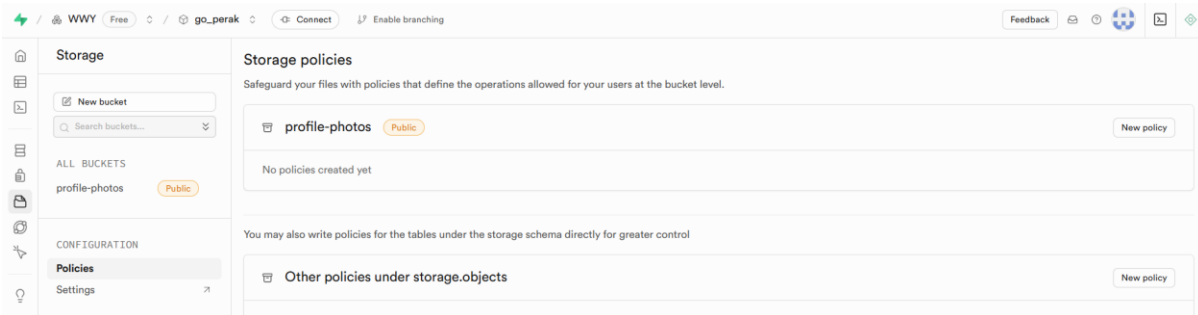 / WWY Free / go_perak Connect Enable branching Feedback
Storage
New bucket
Search buckets...
ALL BUCKETS
profile-photos Public
CONFIGURATION
Policies
Settings
Storage policies
Safeguard your files with policies that define the operations allowed for your users at the bucket level.
profile-photos Public New policy
No policies created yet
You may also write policies for the tables under the storage schema directly for greater control
Other policies under storage.objects New policy